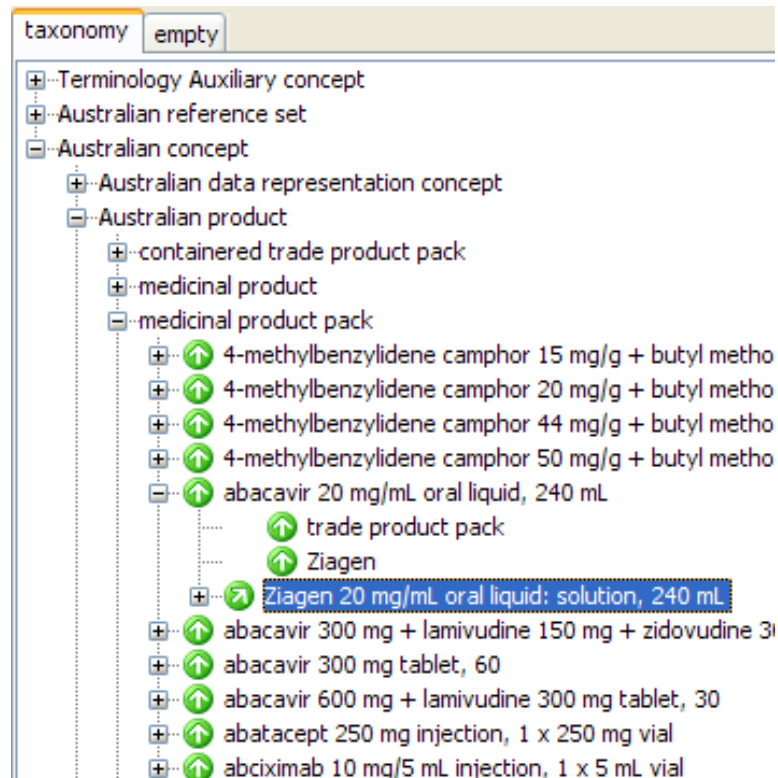 taxonomy empty
Terminology Auxiliary concept
Australian reference set
Australian concept
Australian data representation concept
Australian product
containered trade product pack
medicinal product
medicinal product pack
4-methylbenzylidene camphor 15 mg/g + butyl metho
4-methylbenzylidene camphor 20 mg/g + butyl metho
4-methylbenzylidene camphor 44 mg/g + butyl metho
4-methylbenzylidene camphor 50 mg/g + butyl metho
abacavir 20 mg/mL oral liquid, 240 mL
trade product pack
Ziagen
Ziagen 20 mg/mL oral liquid: solution, 240 mL
abacavir 300 mg + lamivudine 150 mg + zidovudine 3
abacavir 300 mg tablet, 60
abacavir 600 mg + lamivudine 300 mg tablet, 30
abatacept 250 mg injection, 1 x 250 mg vial
abciximab 10 mg/5 mL injection, 1 x 5 mL vial